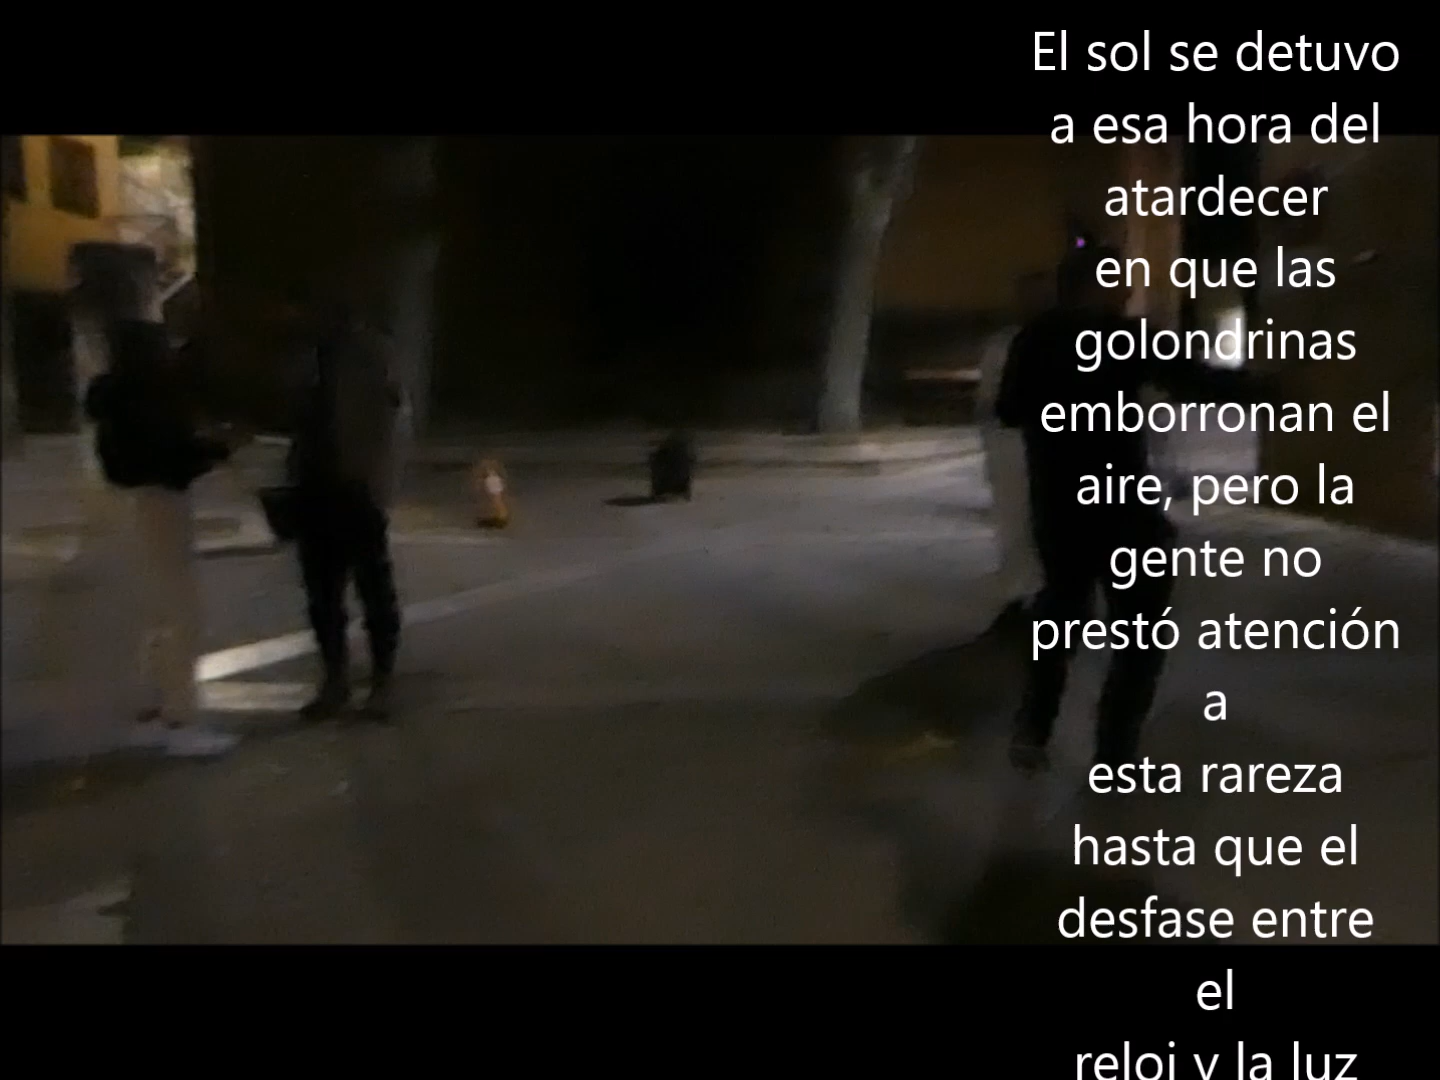 El sol se detuvo
a esa hora del
atardecer
en que las
golondrinas
emborronan el
aire, pero la
gente no
prestó atención
a
esta rareza
hasta que el
desfase entre
el
reloj y la luz